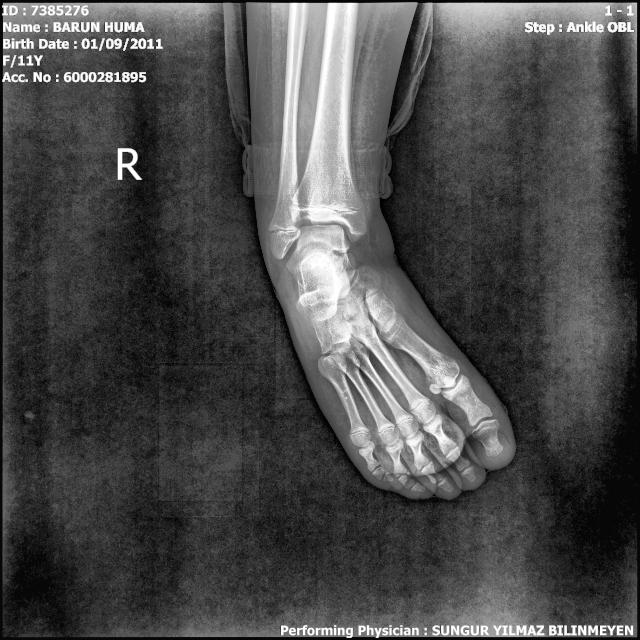 ID : 7385276
1 - 1
Name : BARUN HUMA
Step : Ankle OBL
Birth Date : 01/09/2011
F/11Y
Acc. No : 6000281895
R
Performing Physician : SUNGUR YILMAZ BILINMEYEN